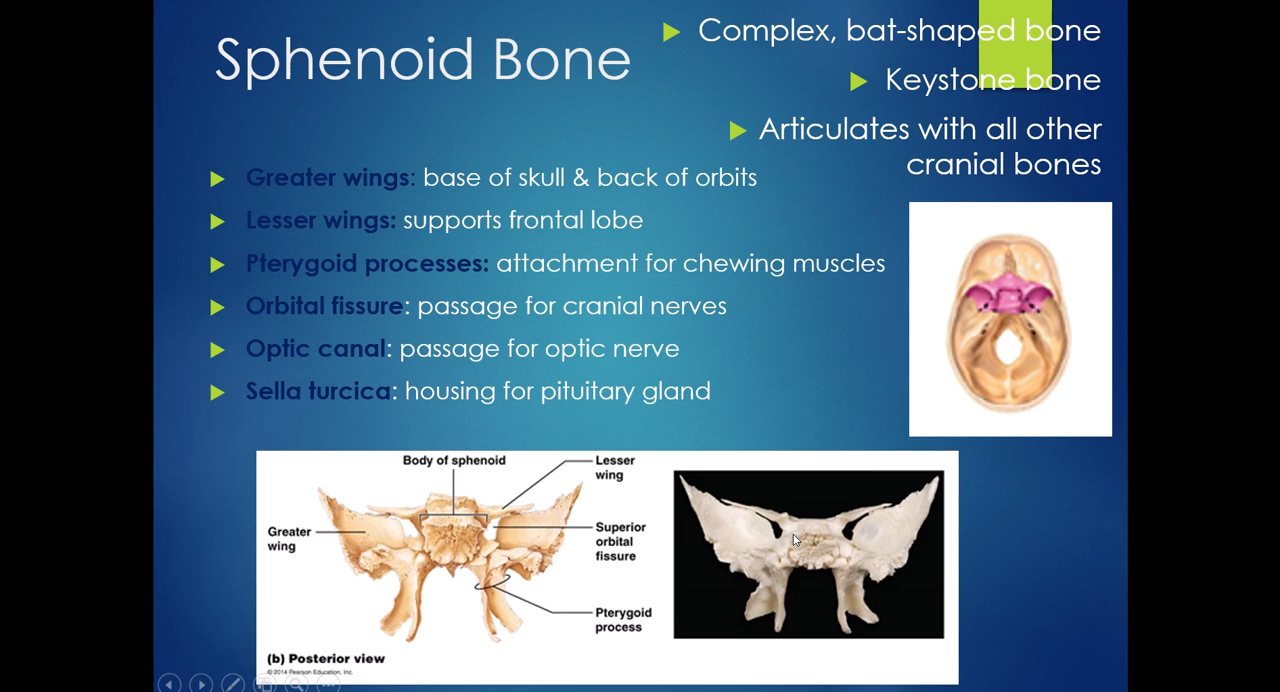 Sphenoid Bone
Complex, bat-shaped bone
Keystone bone
Articulates with all other
cranial bones
Greater wings: base of skull & back of orbits
Lesser wings: supports frontal lobe
Pterygoid processes: attachment for chewing muscles
Orbital fissure: passage for cranial nerves
Optic canal: passage for optic nerve
Sella turcica: housing for pituitary gland
Body of sphenoid
Lesser
wing
Greater
wing
Superior
orbital
fissure
Pterygoid
process
(b) Posterior view
© 2014 Pearson Education, Inc.